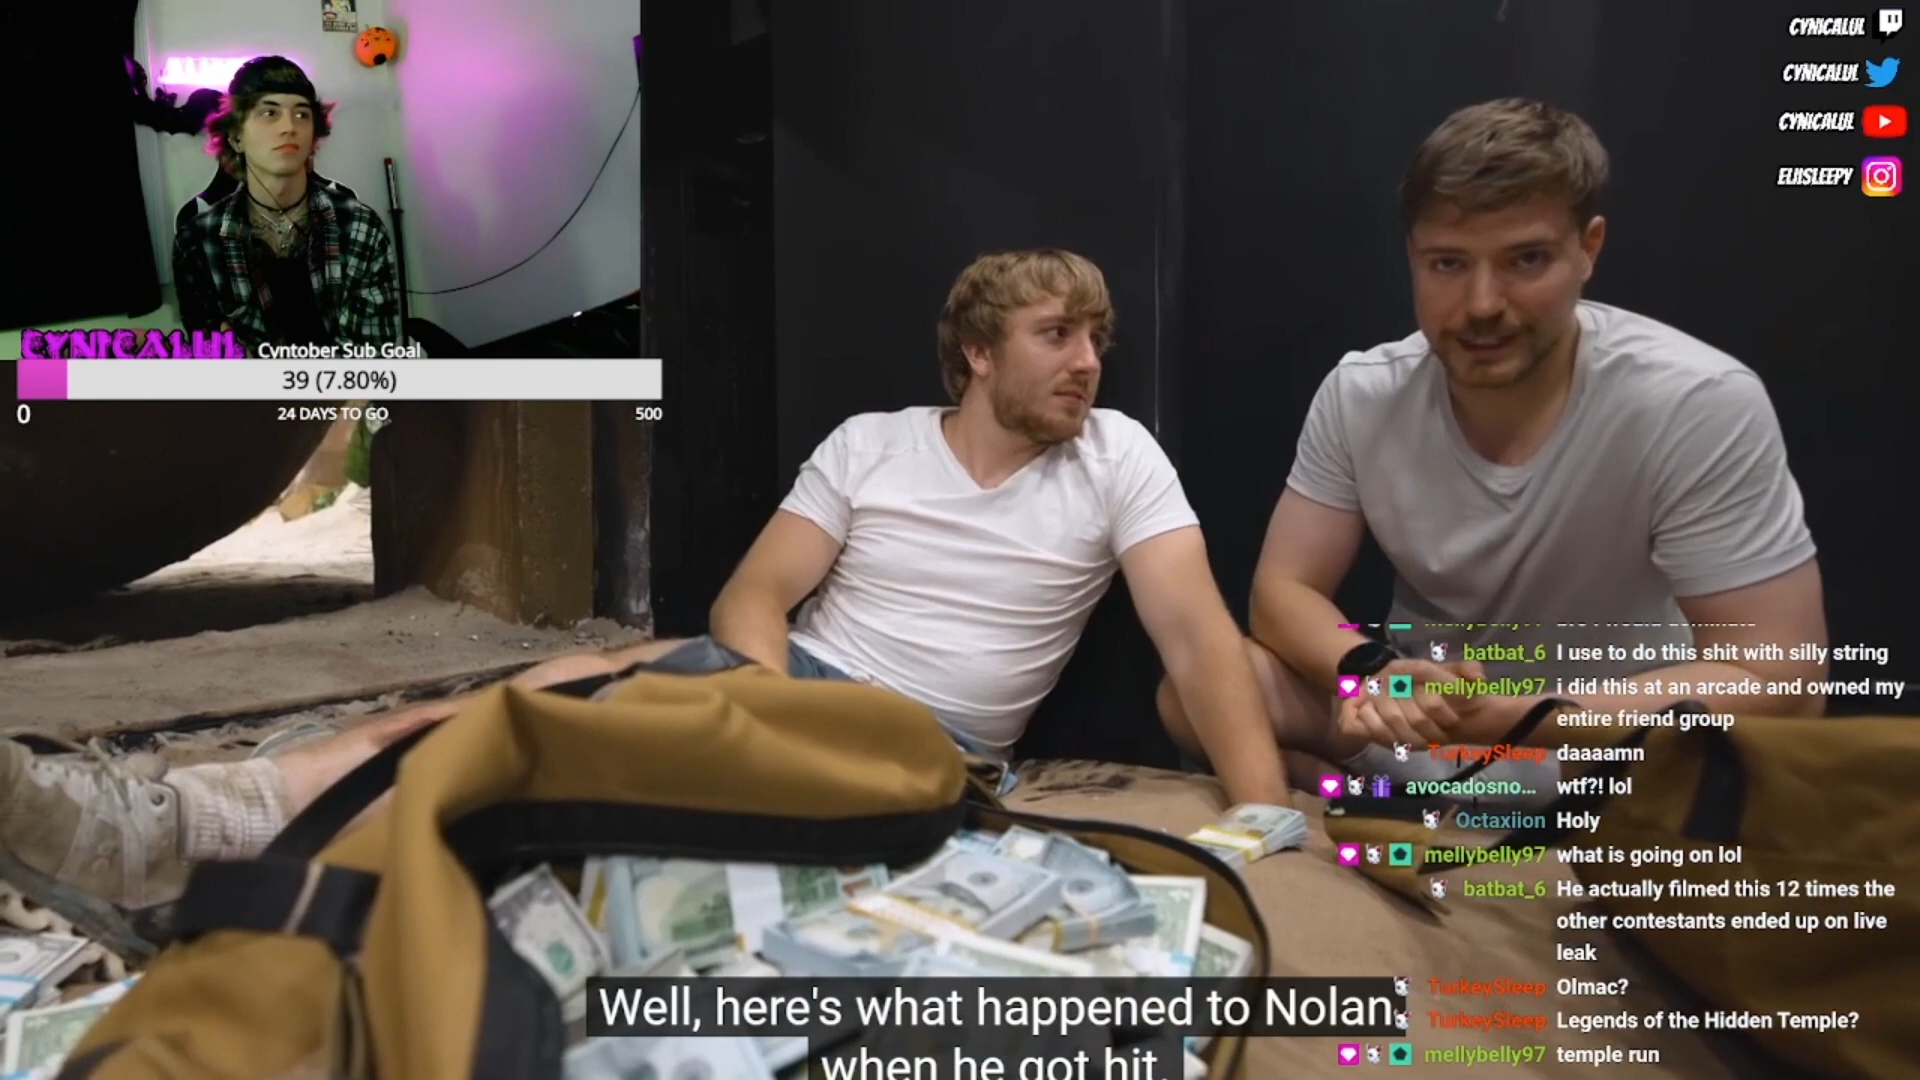 CYNICALUL
CYNICALUL
CYNICALUL
ELIISLEEPY
CYNICALUL
Cyntober Sub Goal
39 (7.80%)
0
24 DAYS TO GO
500
batbat_6 I use to do this shit with silly string
mellybelly97 i did this at an arcade and owned my
entire friend group
TurkeySleep daaaamn
avocadosno... wtf?! lol
Octaxiion Holy
mellybelly97 what is going on lol
batbat_6 He actually filmed this 12 times the
other contestants ended up on live
leak
TurkeySleep Olmac?
TurkeySleep Legends of the Hidden Temple?
mellybelly97 temple run
Well, here's what happened to Nolan
when he got hit.